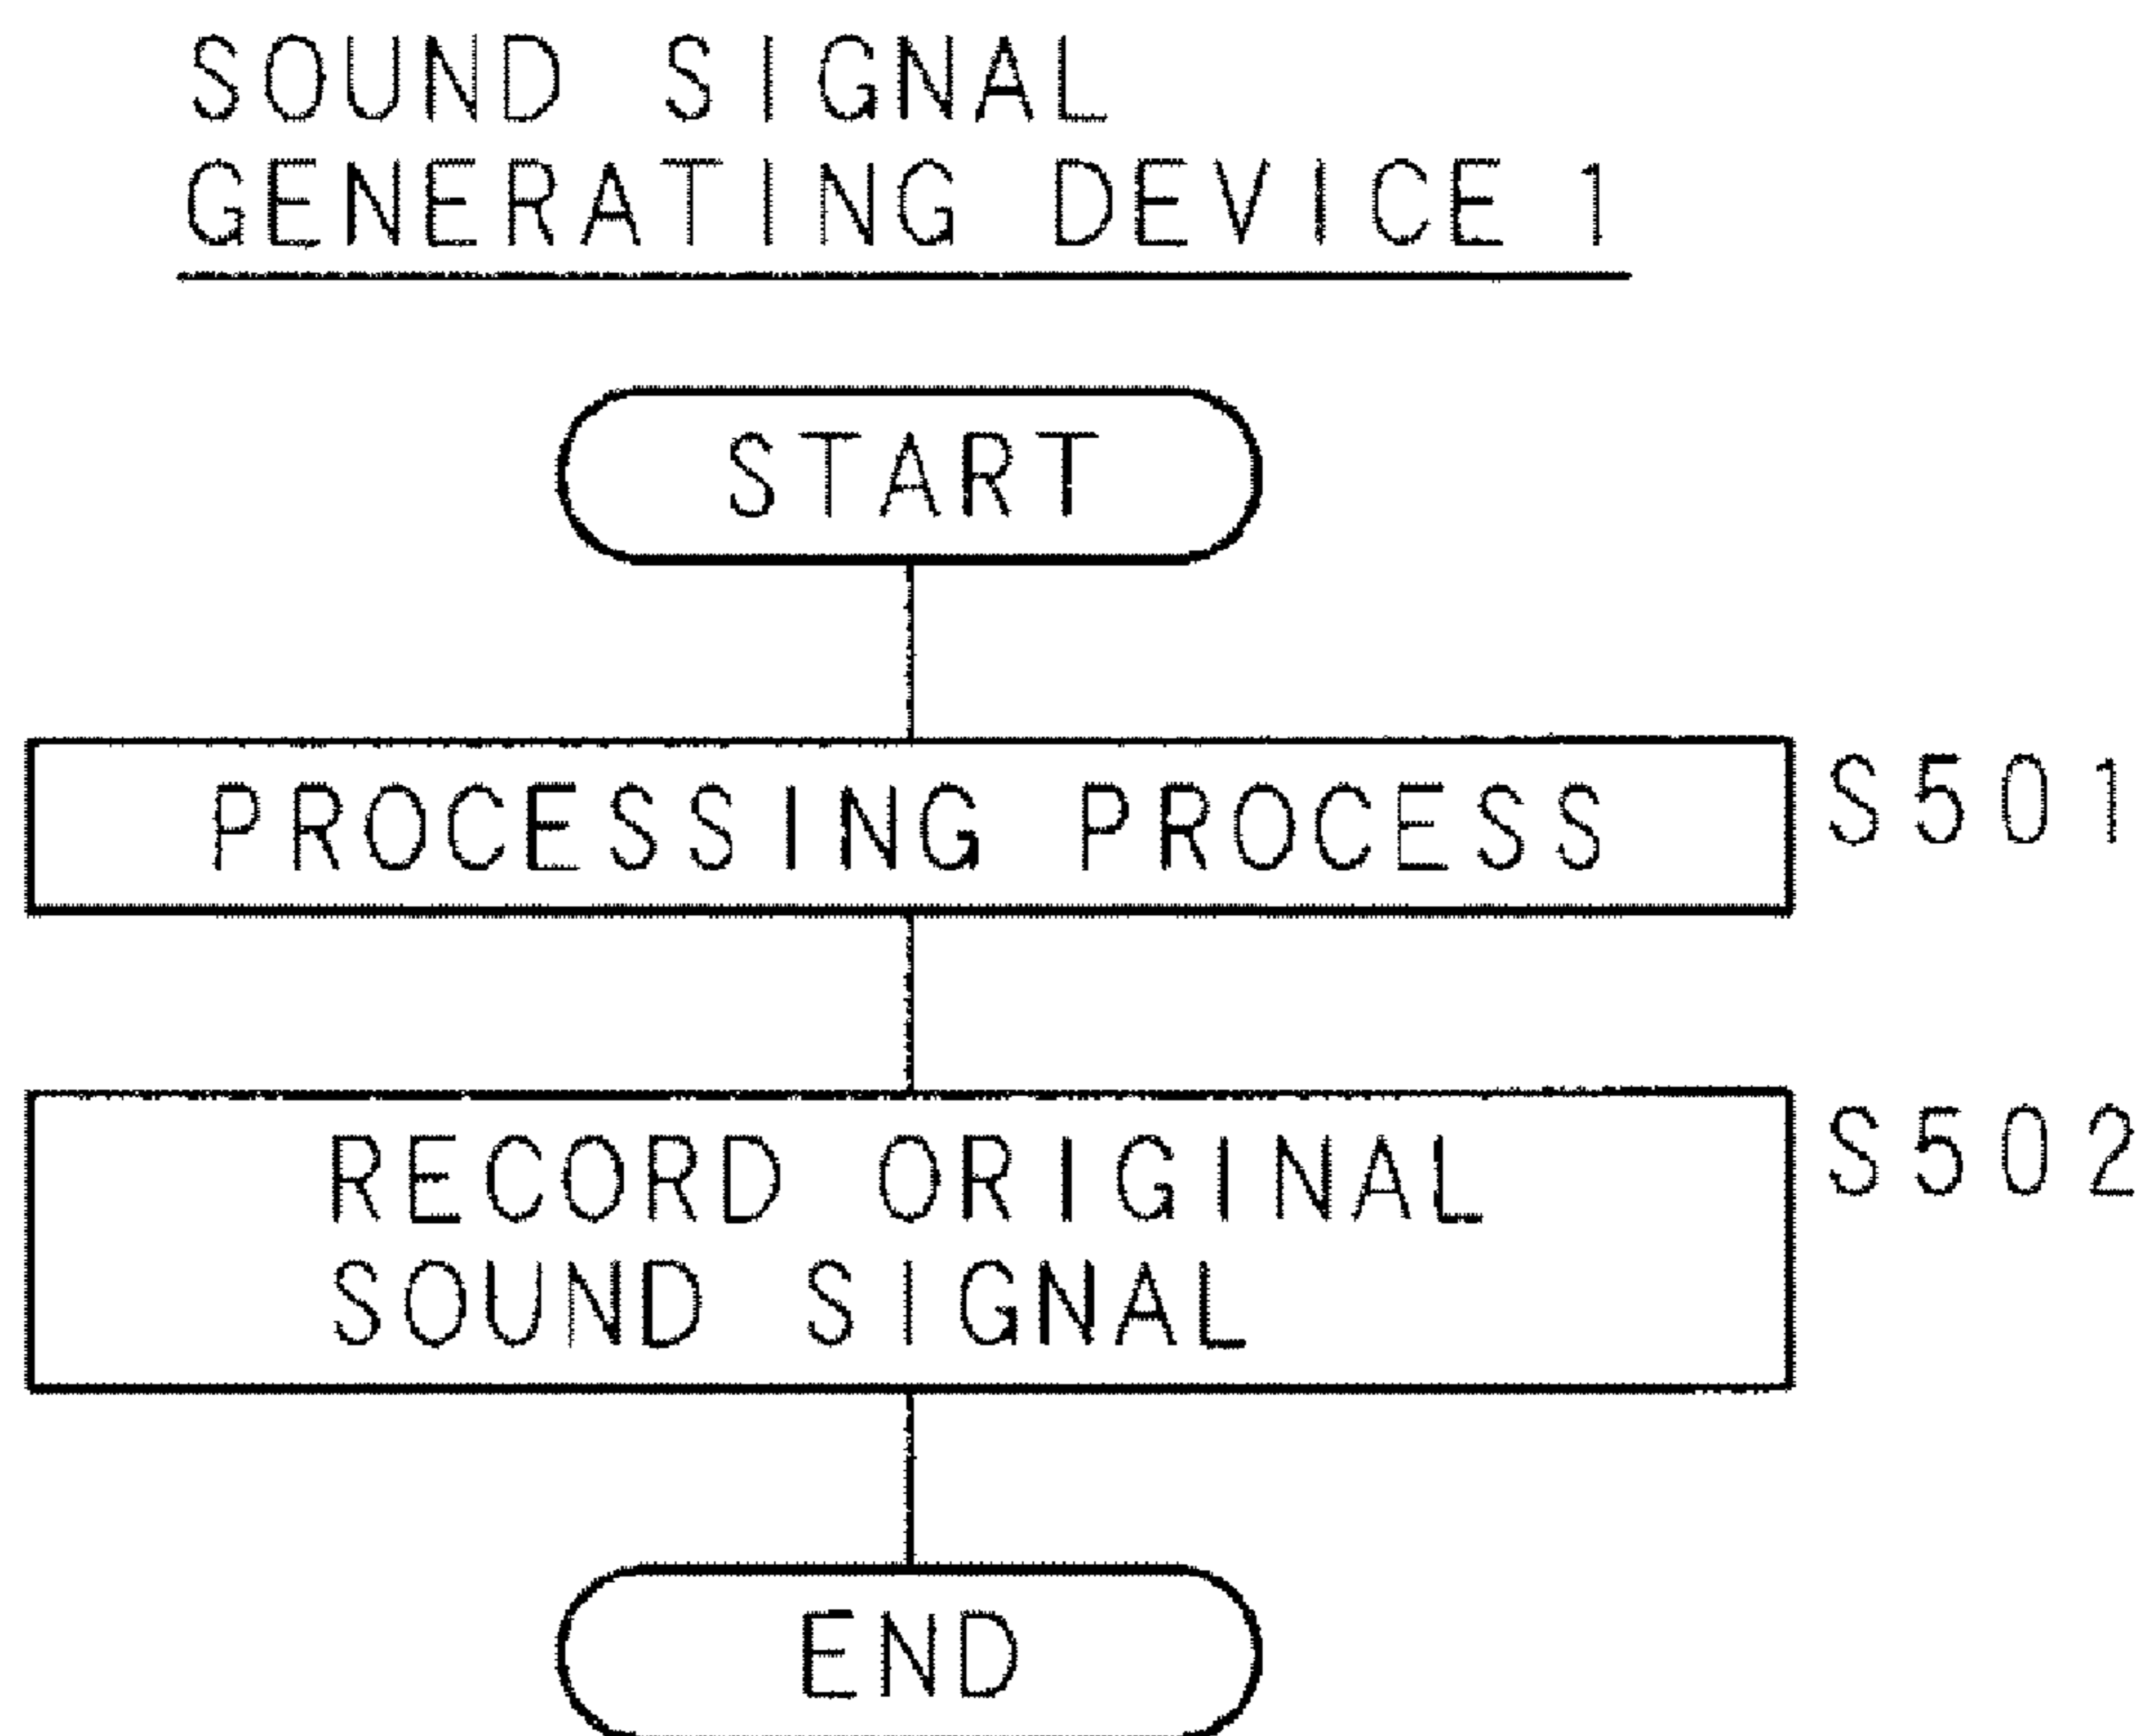 SOUND SIGNAL
GENERATING DEVICE 1
START
PROCESSING PROCESS
S501
RECORD ORIGINAL
SOUND SIGNAL
S502
END